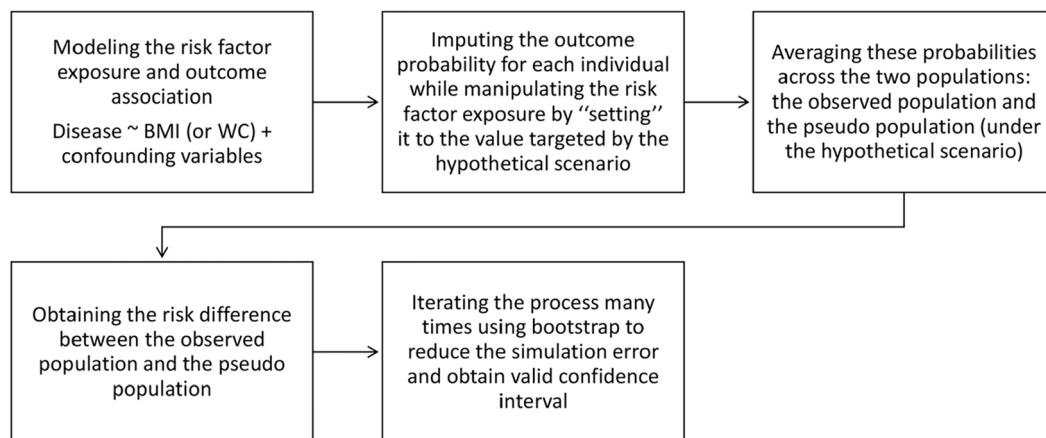 Modeling the risk factor
exposure and outcome
association
Disease ~ BMI (or WC) +
confounding variables
Imputing the outcome
probability for each individual
while manipulating the risk
factor exposure by ‘‘setting’’
it to the value targeted by the
hypothetical scenario
Averaging these probabilities
across the two populations:
the observed population and
the pseudo population (under
the hypothetical scenario)
Obtaining the risk difference
between the observed
population and the pseudo
population
Iterating the process many
times using bootstrap to
reduce the simulation error
and obtain valid confidence
interval